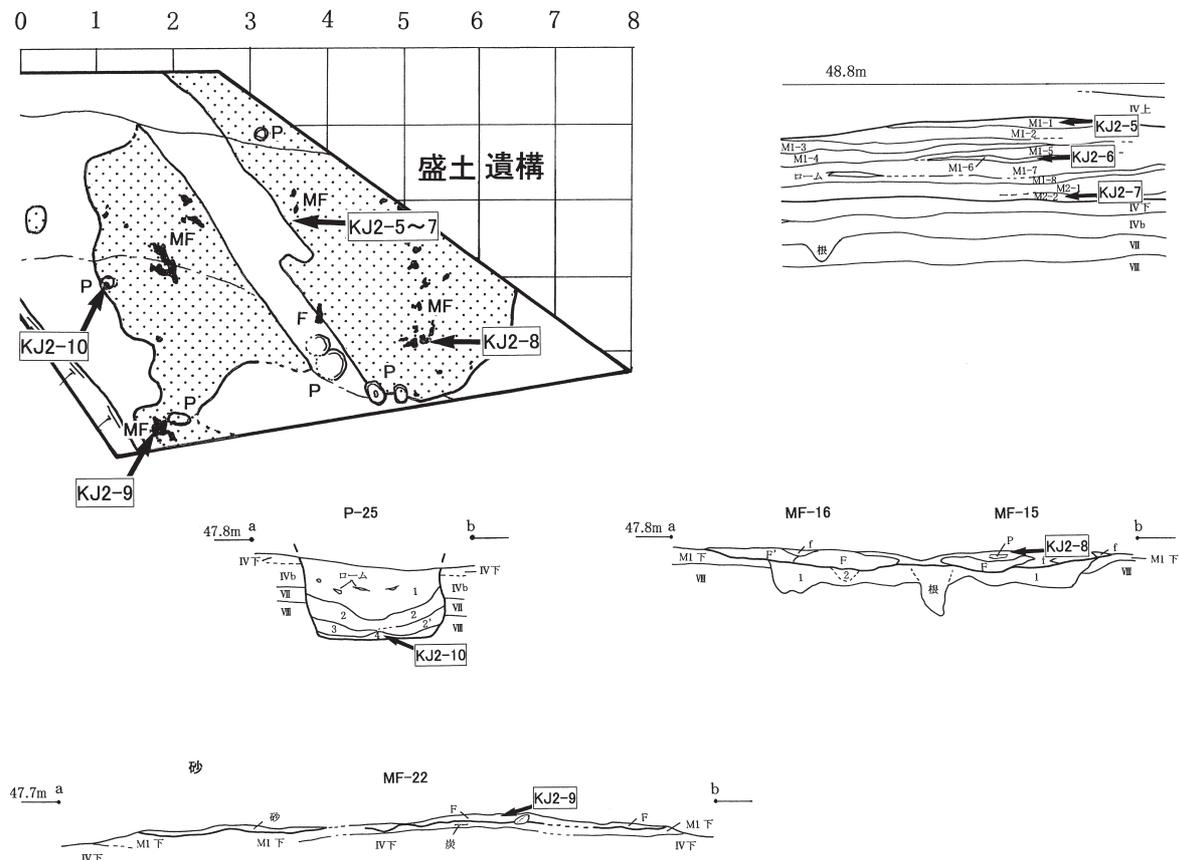 0 1 2 3 4 5 6 7 8
P
盛土遺構
MF
KJ2-5～7
MF
P
MF
F
KJ2-10
KJ2-8
P
P
P
MF
KJ2-9
48.8m
Ⅳ上
M1-1
KJ2-5
M1-2
M1-3
M1-5
KJ2-6
M1-4
M1-6
M1-7
ローム
M1-8
M2-1
KJ2-7
M2-2
Ⅳ下
Ⅳb
根
Ⅶ
Ⅷ
P-25
47.8m a b
Ⅳ下 Ⅳ下
ローム
Ⅳb 1 Ⅳb
Ⅶ Ⅶ
Ⅷ 2 2
3 4 2' Ⅷ
KJ2-10
MF-16 MF-15
47.8m a b
P KJ2-8
f f
M1下 F' F F f M1下
Ⅷ 1 2 根 1 Ⅷ
砂
MF-22
47.7m a b
KJ2-9
砂 F F
M1下 M1下 Ⅳ下 炭 M1下
Ⅳ下 Ⅳ下